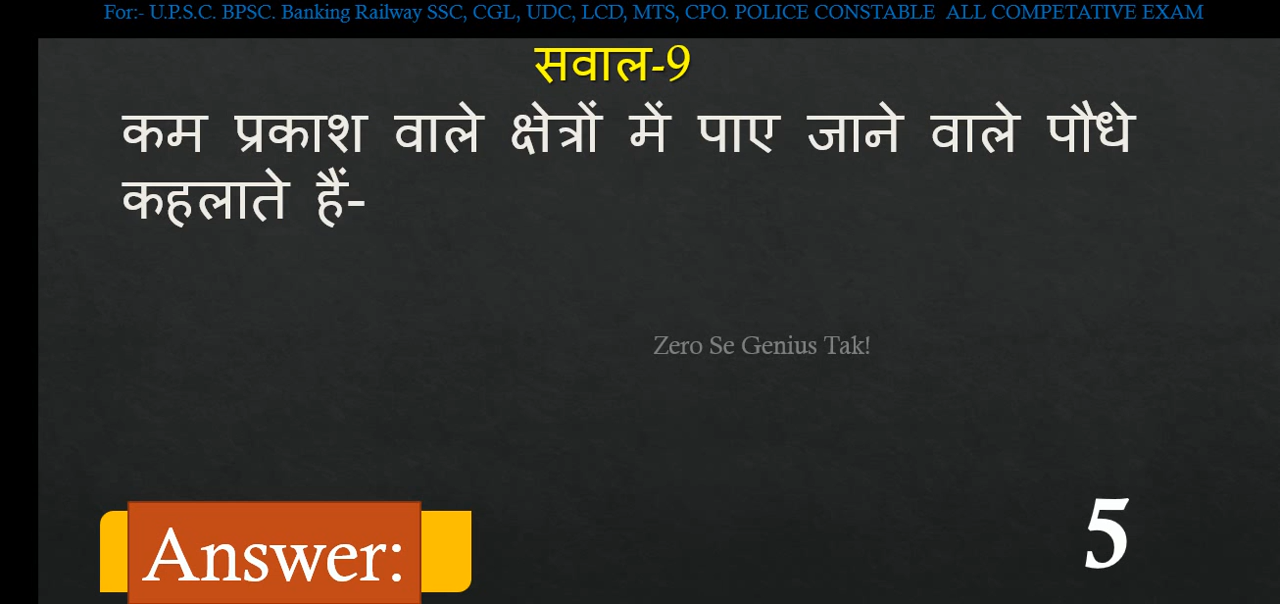 For:- U.P.S.C. BPSC. Banking Railway SSC, CGL, UDC, LCD, MTS, CPO. POLICE CONSTABLE ALL COMPETATIVE EXAM
सवाल-9
कम प्रकाश वाले क्षेत्रों में पाए जाने वाले पौधे
कहलाते हैं-
Zero Se Genius Tak!
Answer:
5